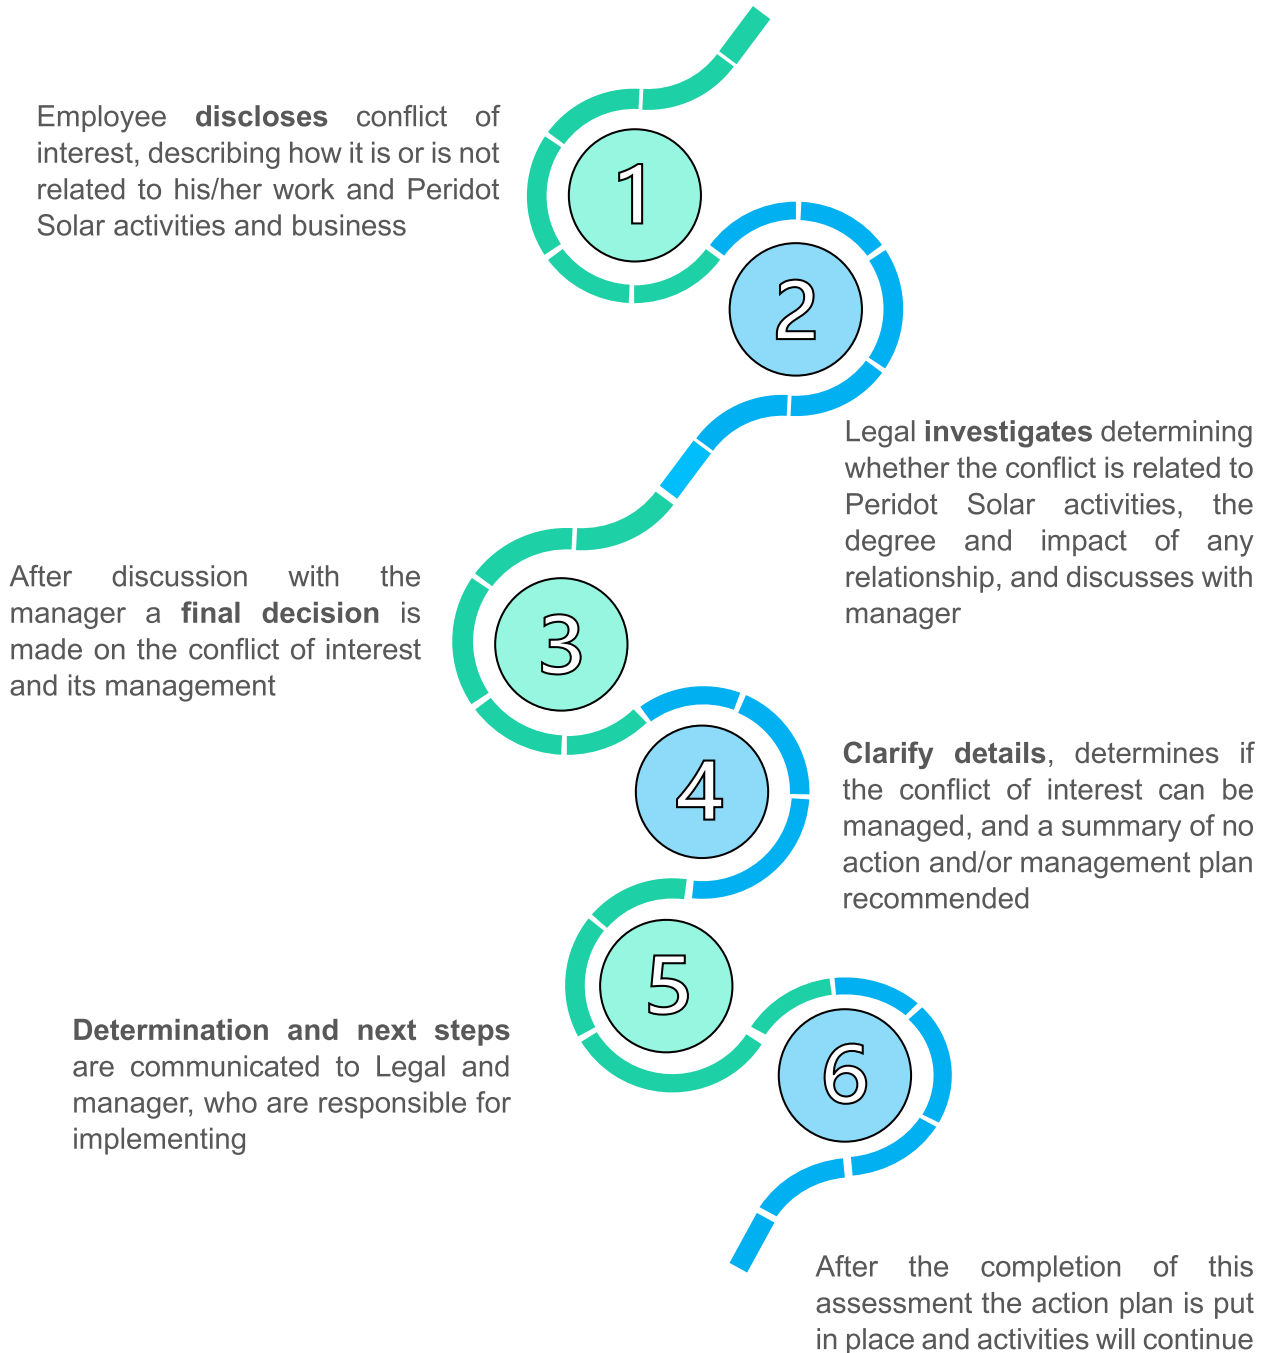 Employee discloses conflict of
interest, describing how it is or is not
related to his/her work and Peridot
Solar activities and business
1
2
Legal investigates determining
whether the conflict is related to
Peridot Solar activities, the
degree and impact of any
relationship, and discusses with
manager
After discussion with the
manager a final decision is
made on the conflict of interest
and its management
3
4
Clarify details, determines if
the conflict of interest can be
managed, and a summary of no
action and/or management plan
recommended
5
Determination and next steps
are communicated to Legal and
manager, who are responsible for
implementing
6
After the completion of this
assessment the action plan is put
in place and activities will continue